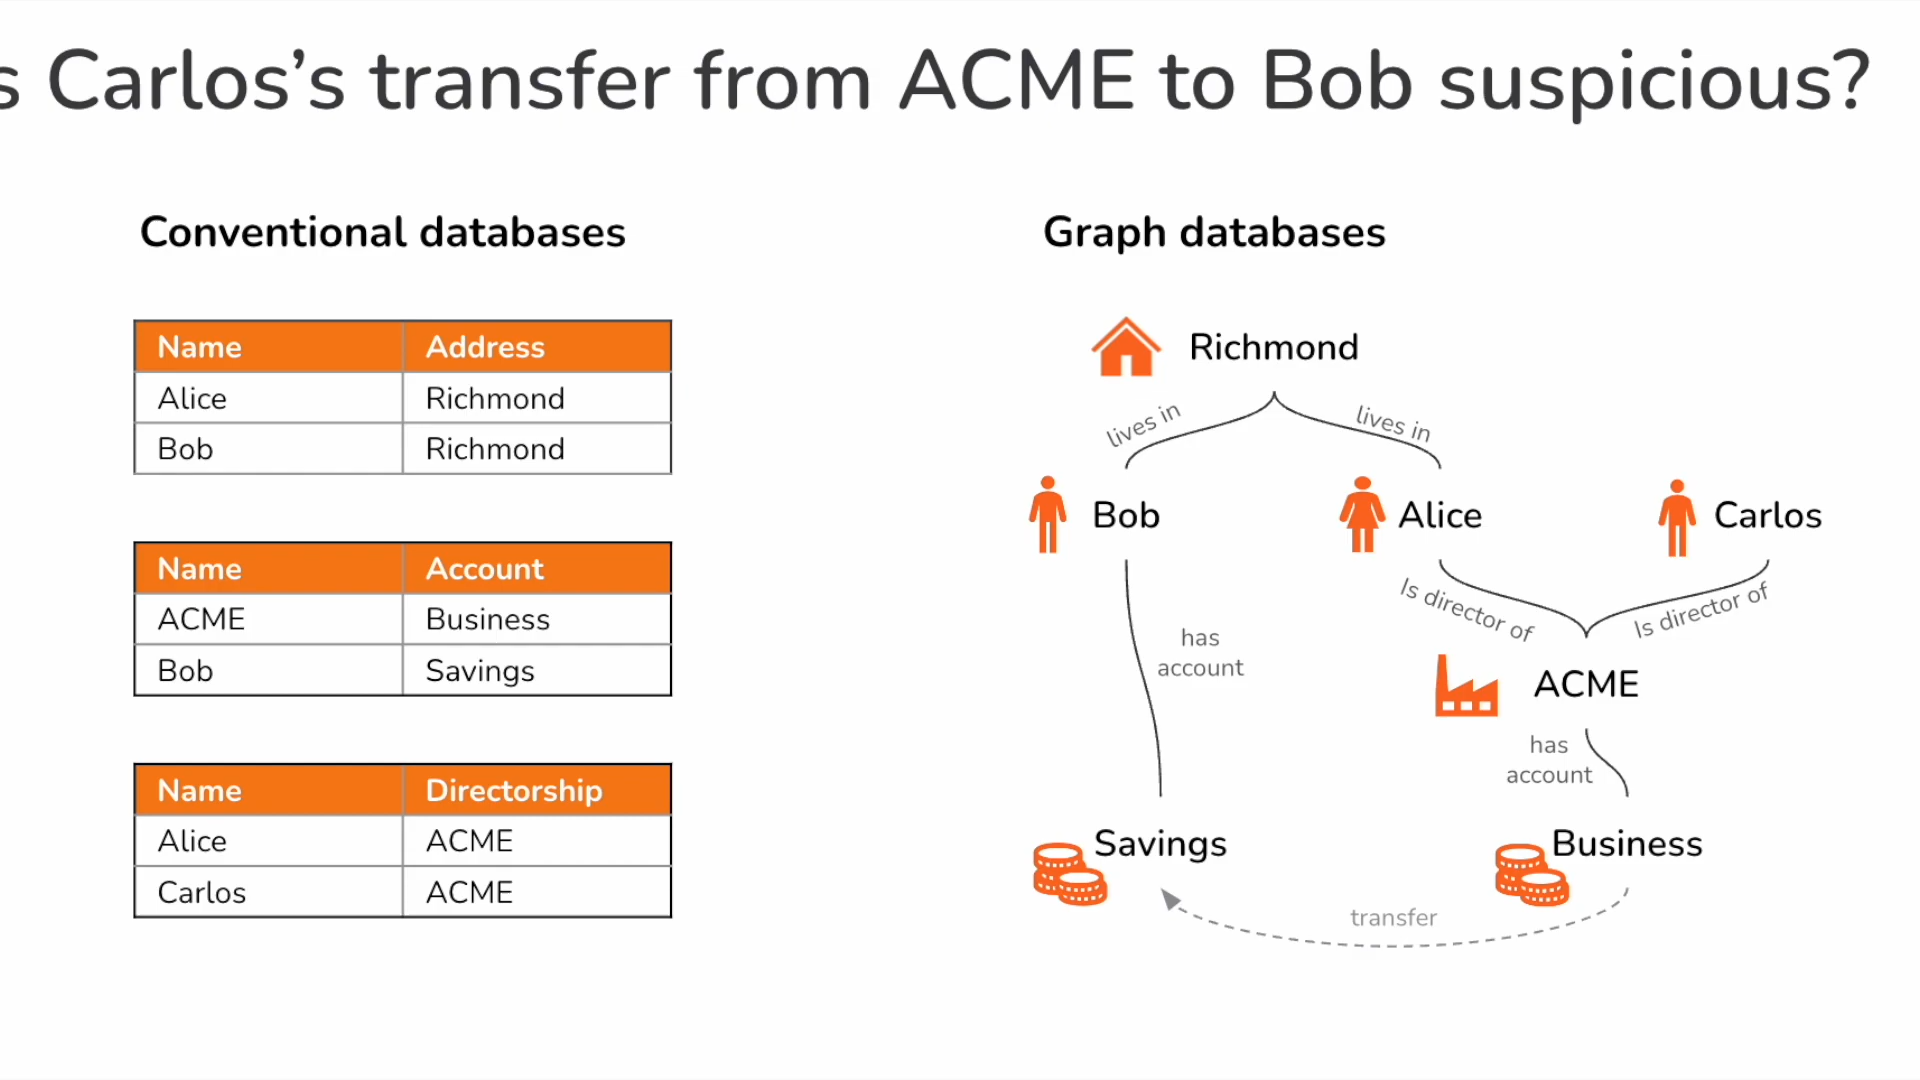 s Carlos’s transfer from ACME to Bob suspicious?
Conventional databases
Name Address
Alice Richmond
Bob Richmond
Name Account
ACME Business
Bob Savings
Name Directorship
Alice ACME
Carlos ACME
Graph databases
Richmond
lives in
lives in
Bob
Alice
Carlos
Is director of
Is director of
has
account
ACME
has
account
Savings
Business
transfer